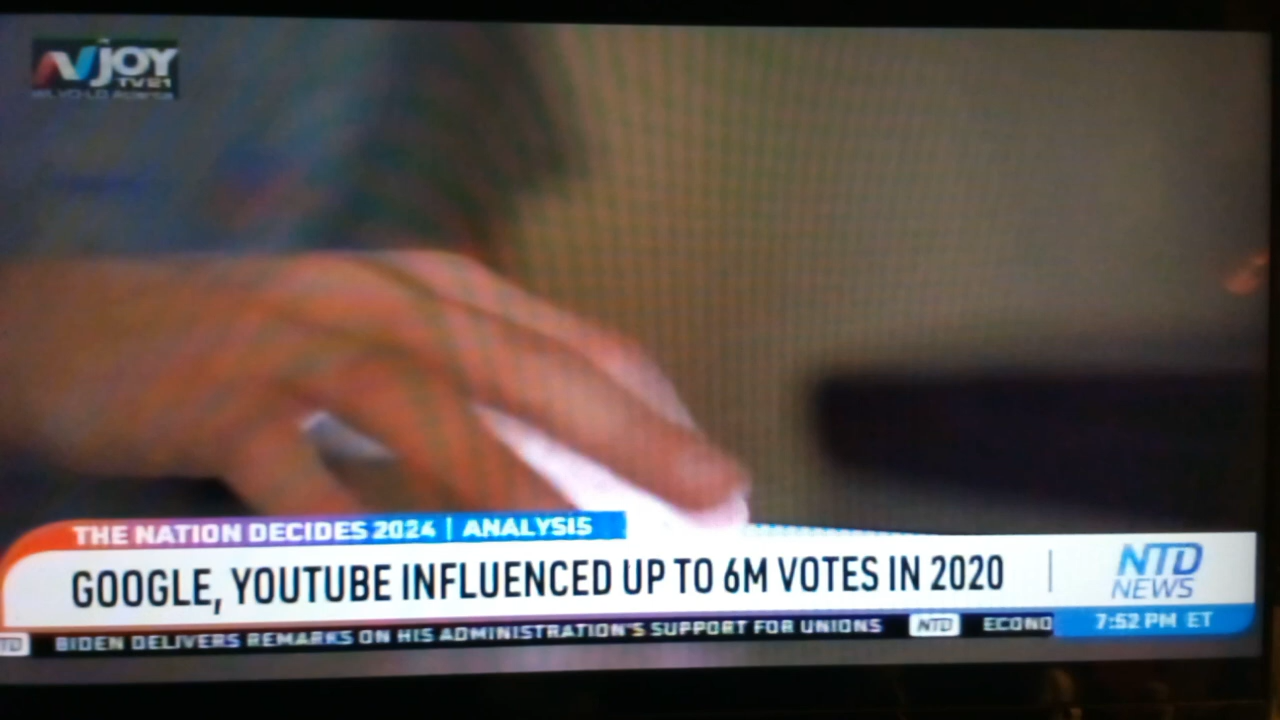 NJOY
TV21
THE NATION DECIDES 2024 | ANALYSIS
GOOGLE, YOUTUBE INFLUENCED UP TO 6M VOTES IN 2020
NTD
NEWS
BIDEN DELIVERS REMARKS ON HIS ADMINISTRATION'S SUPPORT FOR UNIONS NTD ECONO
7:52 PM ET